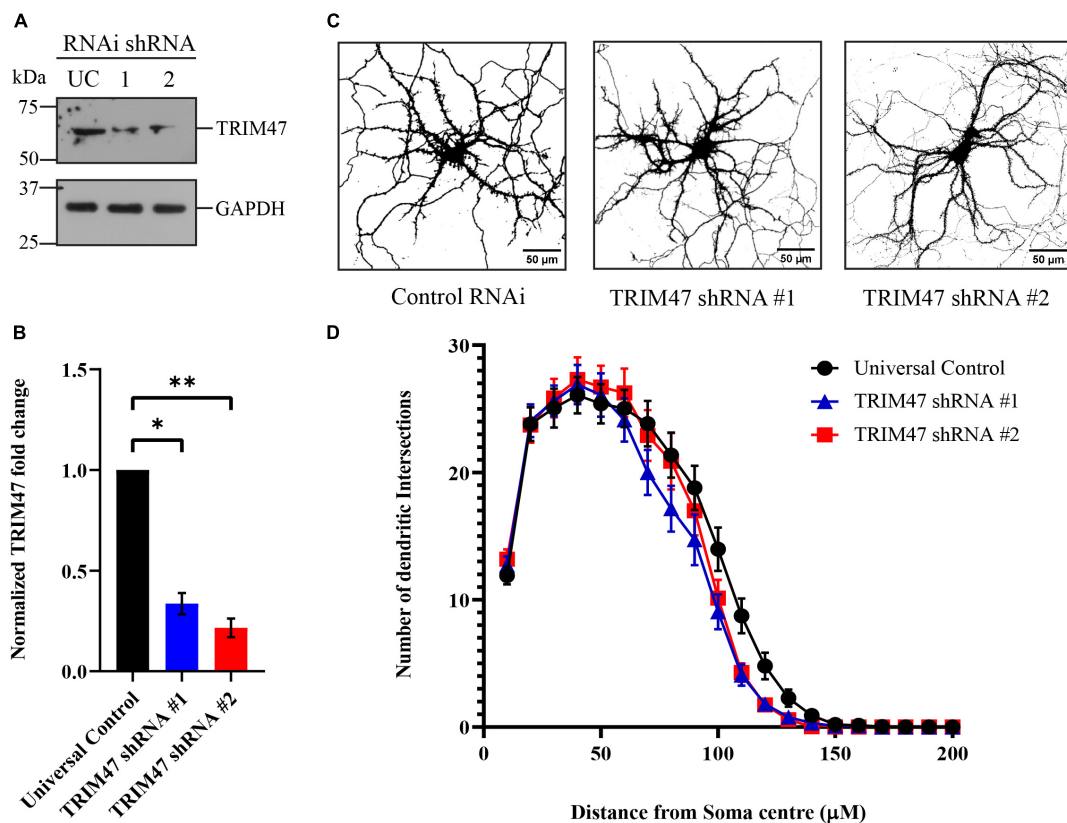 A
RNAi shRNA
kDa UC 1 2
75
TRIM47
50
37
GAPDH
25
C
50 µm
50 µm
50 µm
Control RNAi TRIM47 shRNA #1 TRIM47 shRNA #2
B
Normalized TRIM47 fold change
1.5
1.0
0.5
0.0
**
*
Universal Control
TRIM47 shRNA #1
TRIM47 shRNA #2
D
Number of dendritic Intersections
30
20
10
0
0 50 100 150 200
Distance from Soma centre (µM)
Universal Control
TRIM47 shRNA #1
TRIM47 shRNA #2